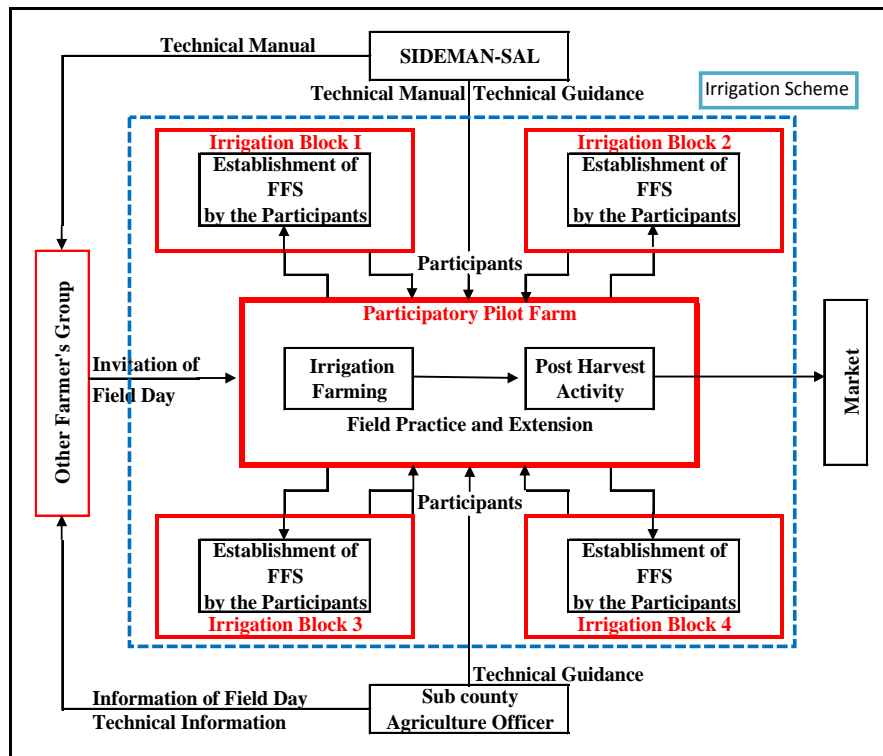 Technical Manual
SIDEMAN-SAL
Technical Manual
Technical Guidance
Irrigation Scheme
Irrigation Block I
Establishment of
FFS
by the Participants
Irrigation Block 2
Establishment of
FFS
by the Participants
Participants
Participatory Pilot Farm
Irrigation
Farming
Post Harvest
Activity
Field Practice and Extension
Other Farmer's Group
Invitation of
Field Day
Market
Participants
Establishment of
FFS
by the Participants
Irrigation Block 3
Establishment of
FFS
by the Participants
Irrigation Block 4
Technical Guidance
Information of Field Day
Technical Information
Sub county
Agriculture Officer